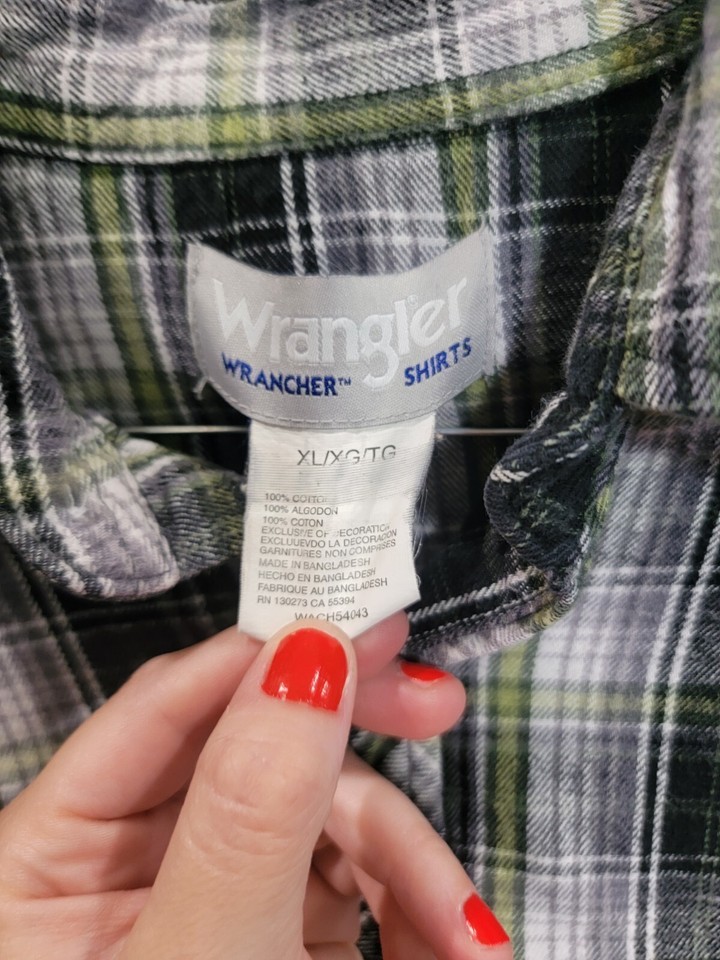 Wrangler
WRANCHER™ SHIRTS
XL/XG/TG
100% COTTON
100% ALGODON
100% COTON
EXCLUSIVE OF DECORATION
EXCLUUEVDO LA DECORACION
GARNITURES NON COMPRISES
MADE IN BANGLADESH
HECHO EN BANGLADESH
FABRIQUE AU BANGLADESH
RN 130273 CA 55394
WACH54043